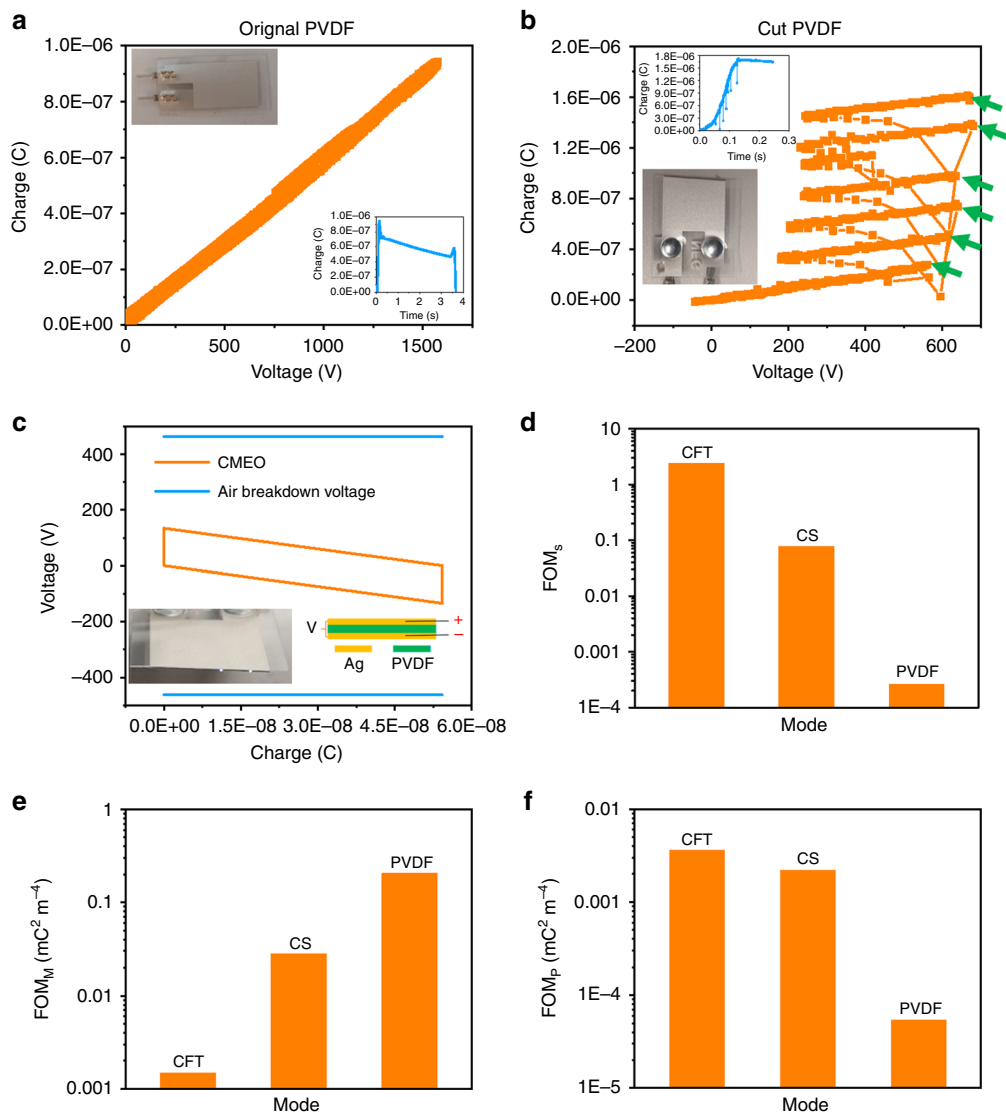 a
Orignal PVDF
1.0E–06
8.0E–07
6.0E–07
4.0E–07
2.0E–07
0.0E+00
Charge (C)
0
500
1000
1500
Voltage (V)
1.0E–06
8.0E–07
6.0E–07
4.0E–07
2.0E–07
0.0E+00
Charge (C)
0 1 2 3 4
Time (s)
b
Cut PVDF
2.0E–06
1.6E–06
1.2E–06
8.0E–07
4.0E–07
0.0E+00
Charge (C)
–200
0
200
400
600
Voltage (V)
1.8E–06
1.5E–06
1.2E–06
9.0E–07
6.0E–07
3.0E–07
0.0E+00
Charge (C)
0.0 0.1 0.2 0.3
Time (s)
c
400
200
0
–200
–400
Voltage (V)
CMEO
Air breakdown voltage
V
+
–
Ag
PVDF
0.0E+00
1.5E–08
3.0E–08
4.5E–08
6.0E–08
Charge (C)
d
10
1
0.1
0.01
0.001
1E–4
FOMs
CFT
CS
PVDF
Mode
e
1
0.1
0.01
0.001
FOM_M (mC² m⁻⁴)
CFT
CS
PVDF
Mode
f
0.01
0.001
1E–4
1E–5
FOM_P (mC² m⁻⁴)
CFT
CS
PVDF
Mode